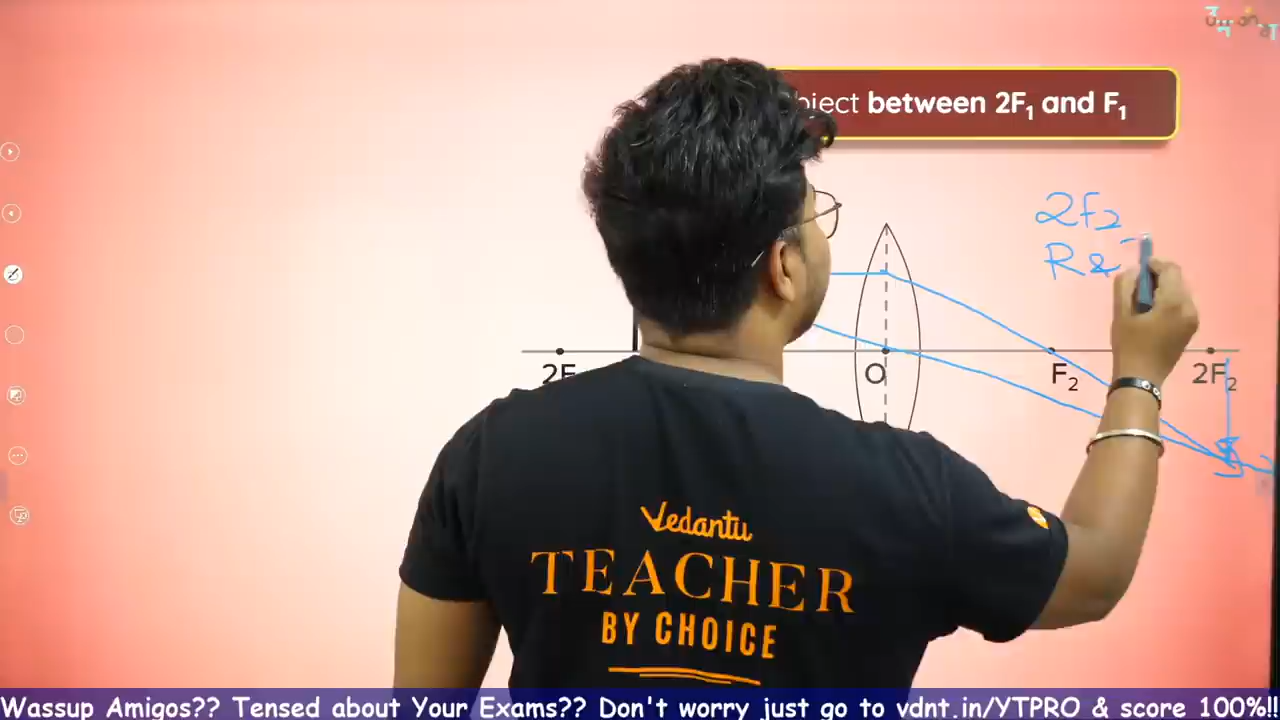 between 2F₁ and F₁
2F₂
R &
O
F₂
2F₂
Vedantu
TEACHER
BY CHOICE
Wassup Amigos?? Tensed about Your Exams?? Don't worry just go to vdnt.in/YTPRO & score 100%!!